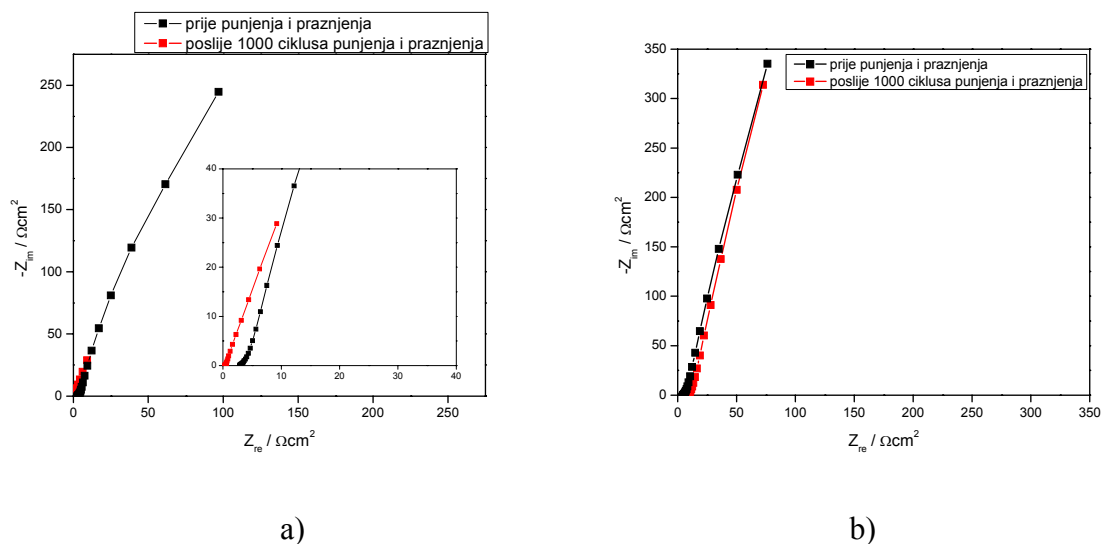 prije punjenja i praznjenja
poslije 1000 ciklusa punjenja i praznjenja
250
200
150
100
50
0
-Z_im / Ωcm²
0 50 100 150 200 250
Z_re / Ωcm²
40
30
20
10
0
0 10 20 30 40
a)
prije punjenja i praznjenja
poslije 1000 ciklusa punjenja i praznjenja
350
300
250
200
150
100
50
0
-Z_im / Ωcm²
0 50 100 150 200 250 300 350
Z_re / Ωcm²
b)